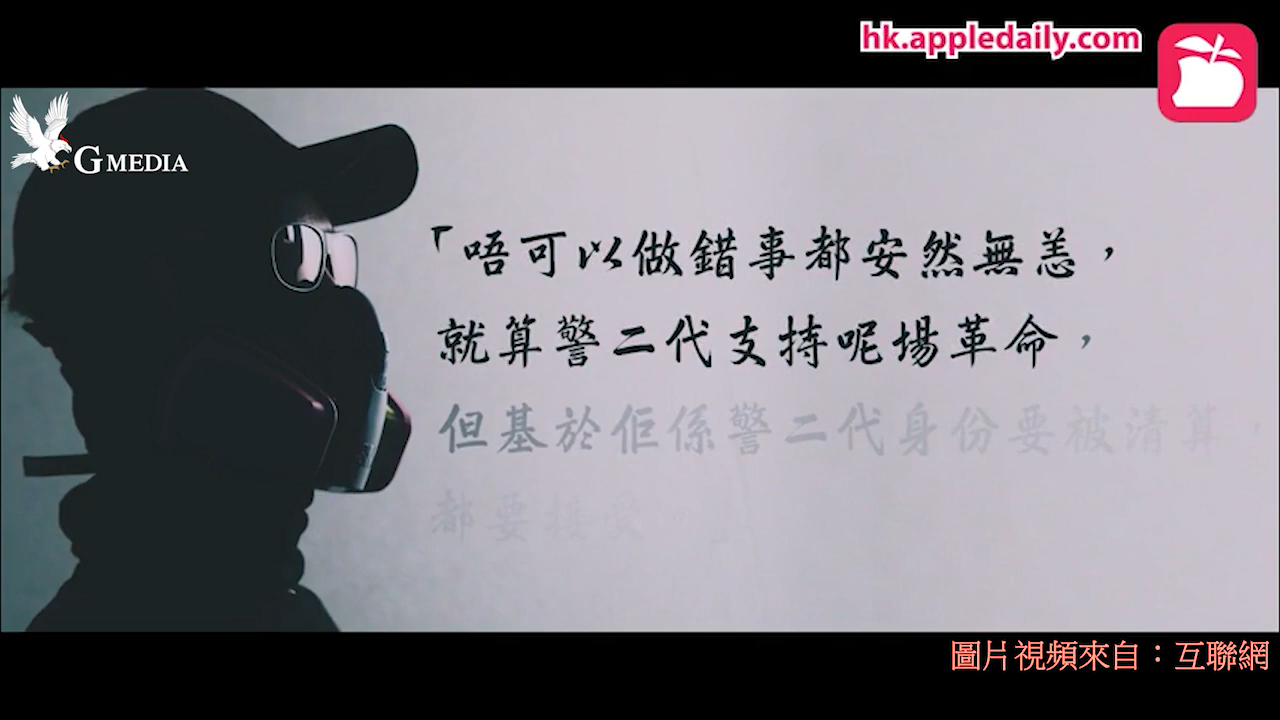 hk.appledaily.com
G MEDIA
「唔可以做錯事都安然無恙，
就算警二代支持呢場革命，
但基於佢係警二代身份要被清算，
都要接受。」
圖片視頻來自：互聯網